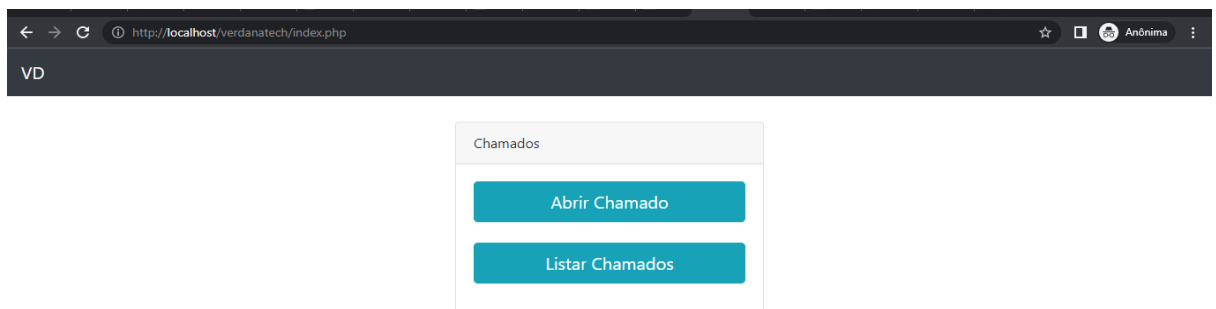 http://localhost/verdanatech/index.php
Anônima
VD
Chamados
Abrir Chamado
Listar Chamados